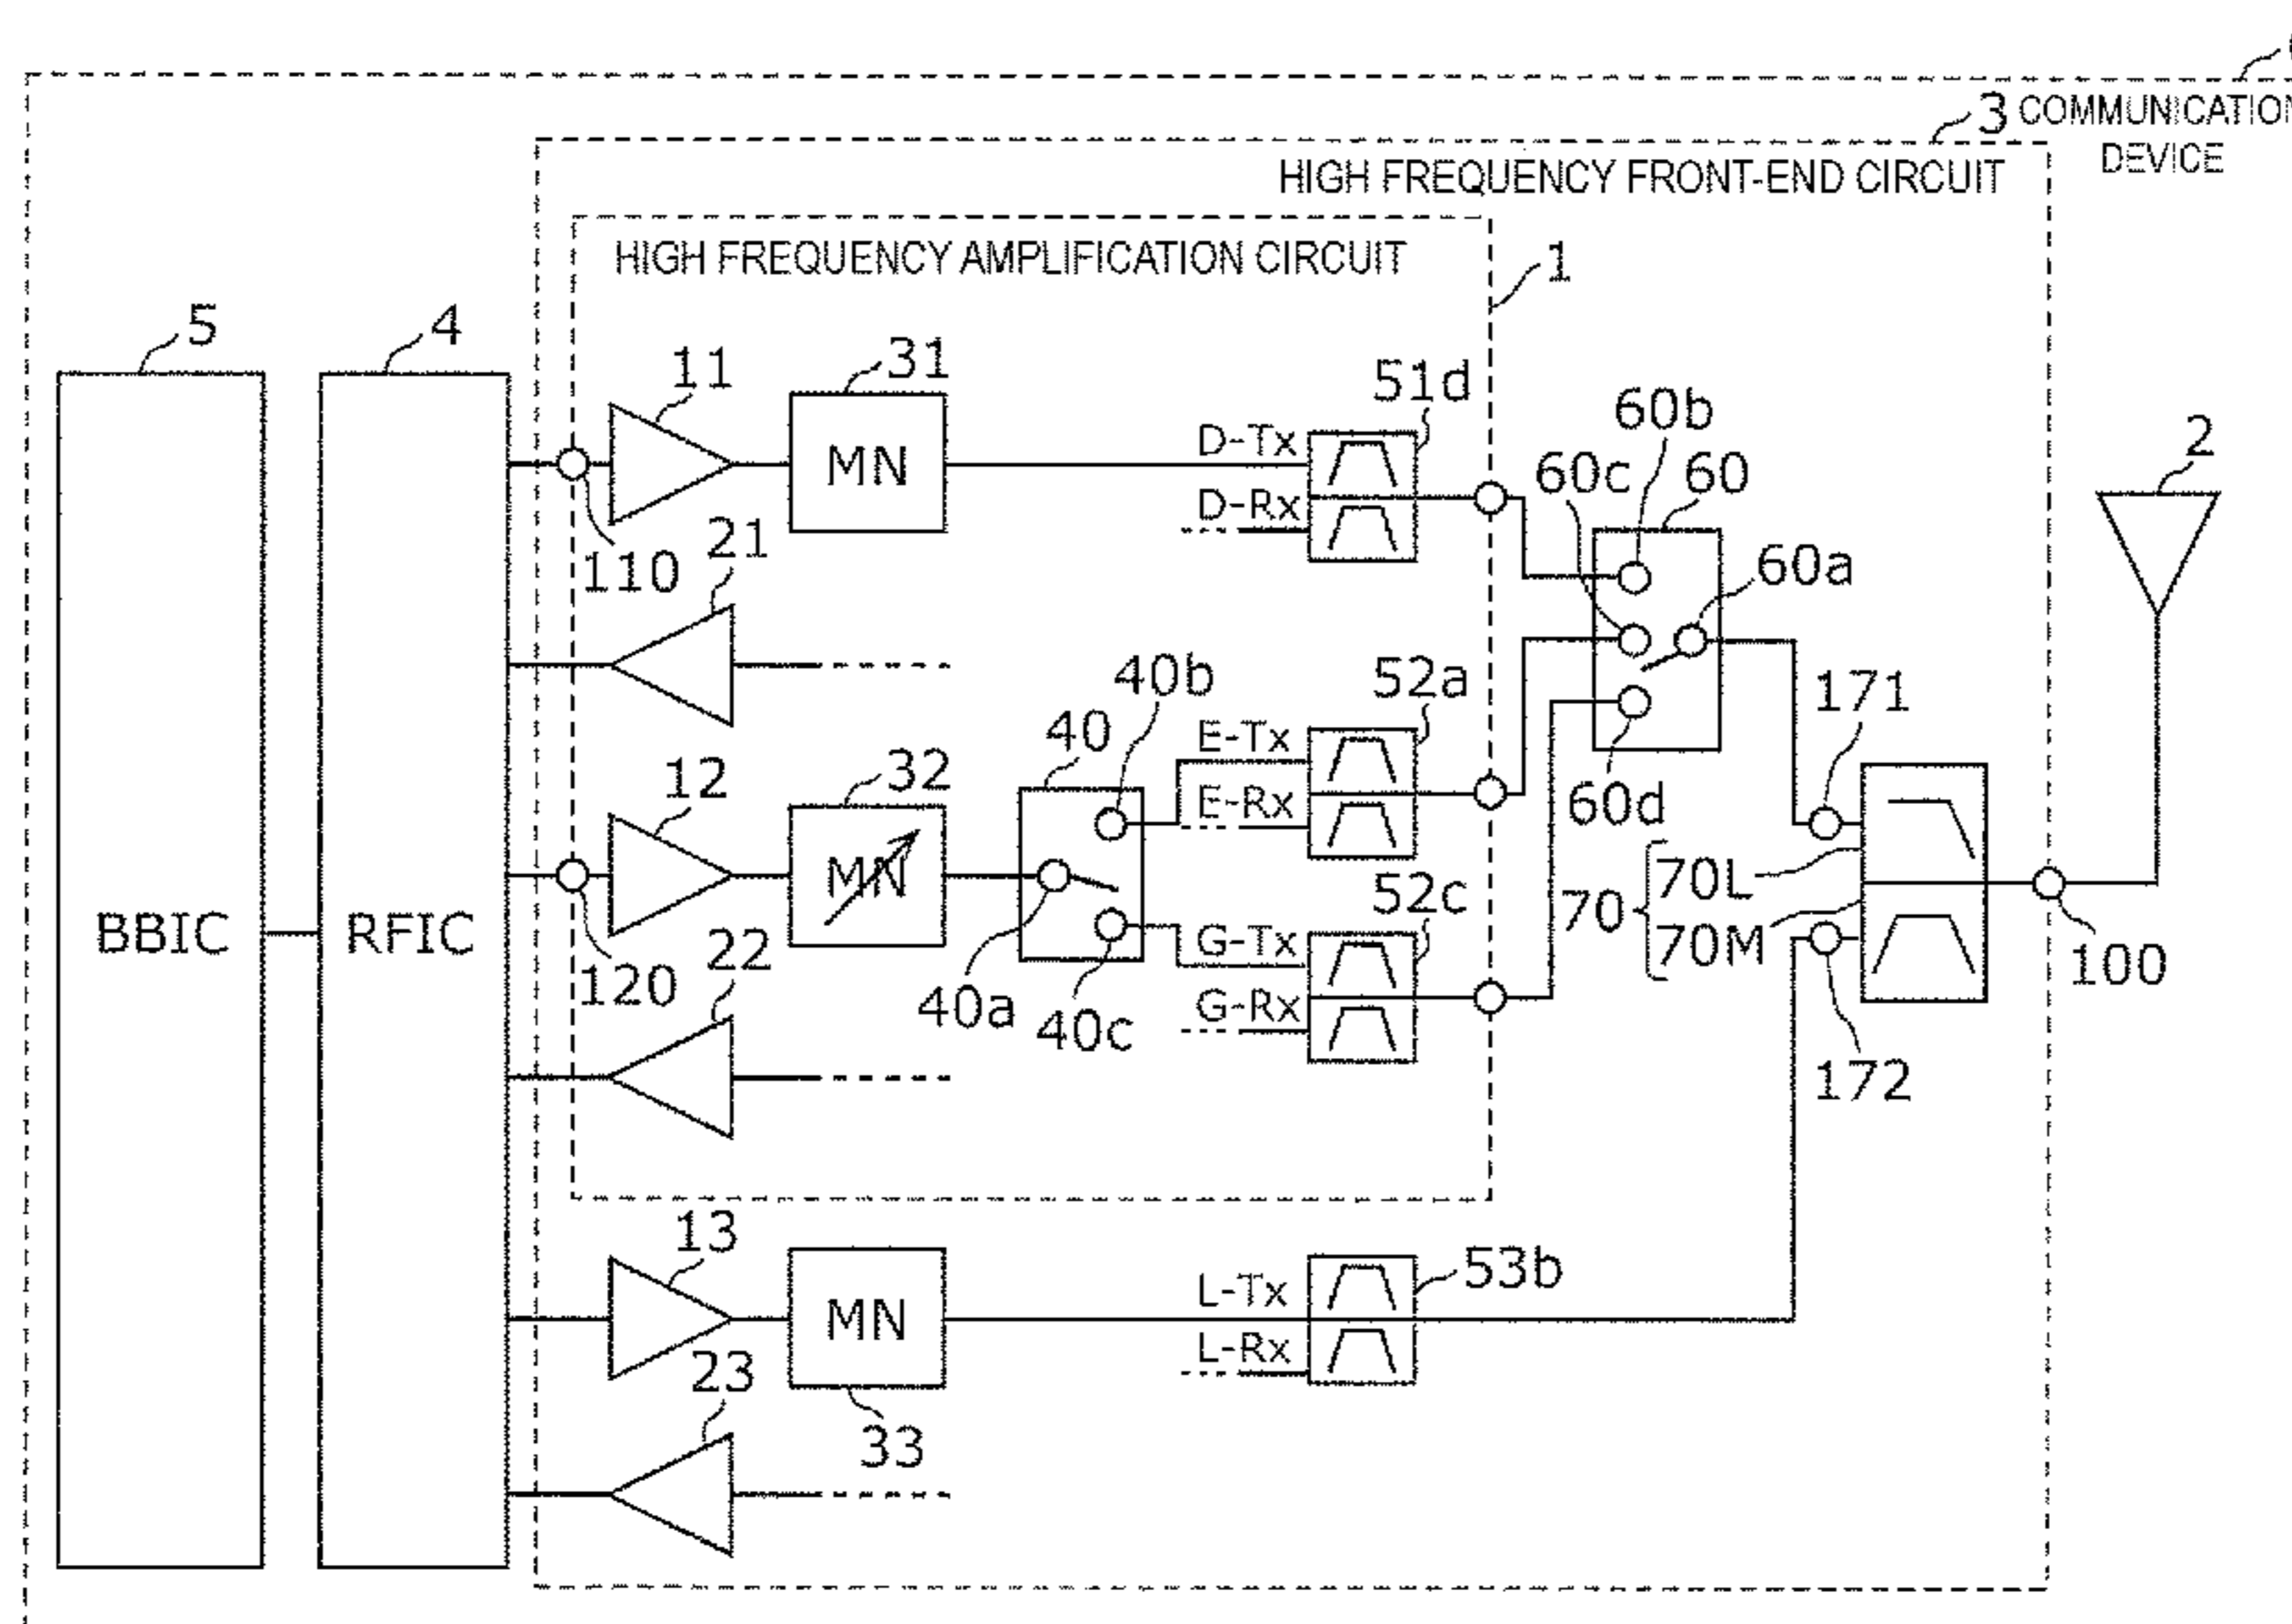 3 COMMUNICATION
DEVICE
HIGH FREQUENCY FRONT-END CIRCUIT
HIGH FREQUENCY AMPLIFICATION CIRCUIT
1
5
4
11
31
51d
60b
60c
60
2
MN
D-Tx
D-Rx
110
21
60a
40b
52a
171
40
E-Tx
E-Rx
12
32
60d
MN
70
70L
70M
52c
BBIC
RFIC
120
22
40a
40c
G-Tx
G-Rx
100
172
13
53b
L-Tx
MN
L-Rx
23
33